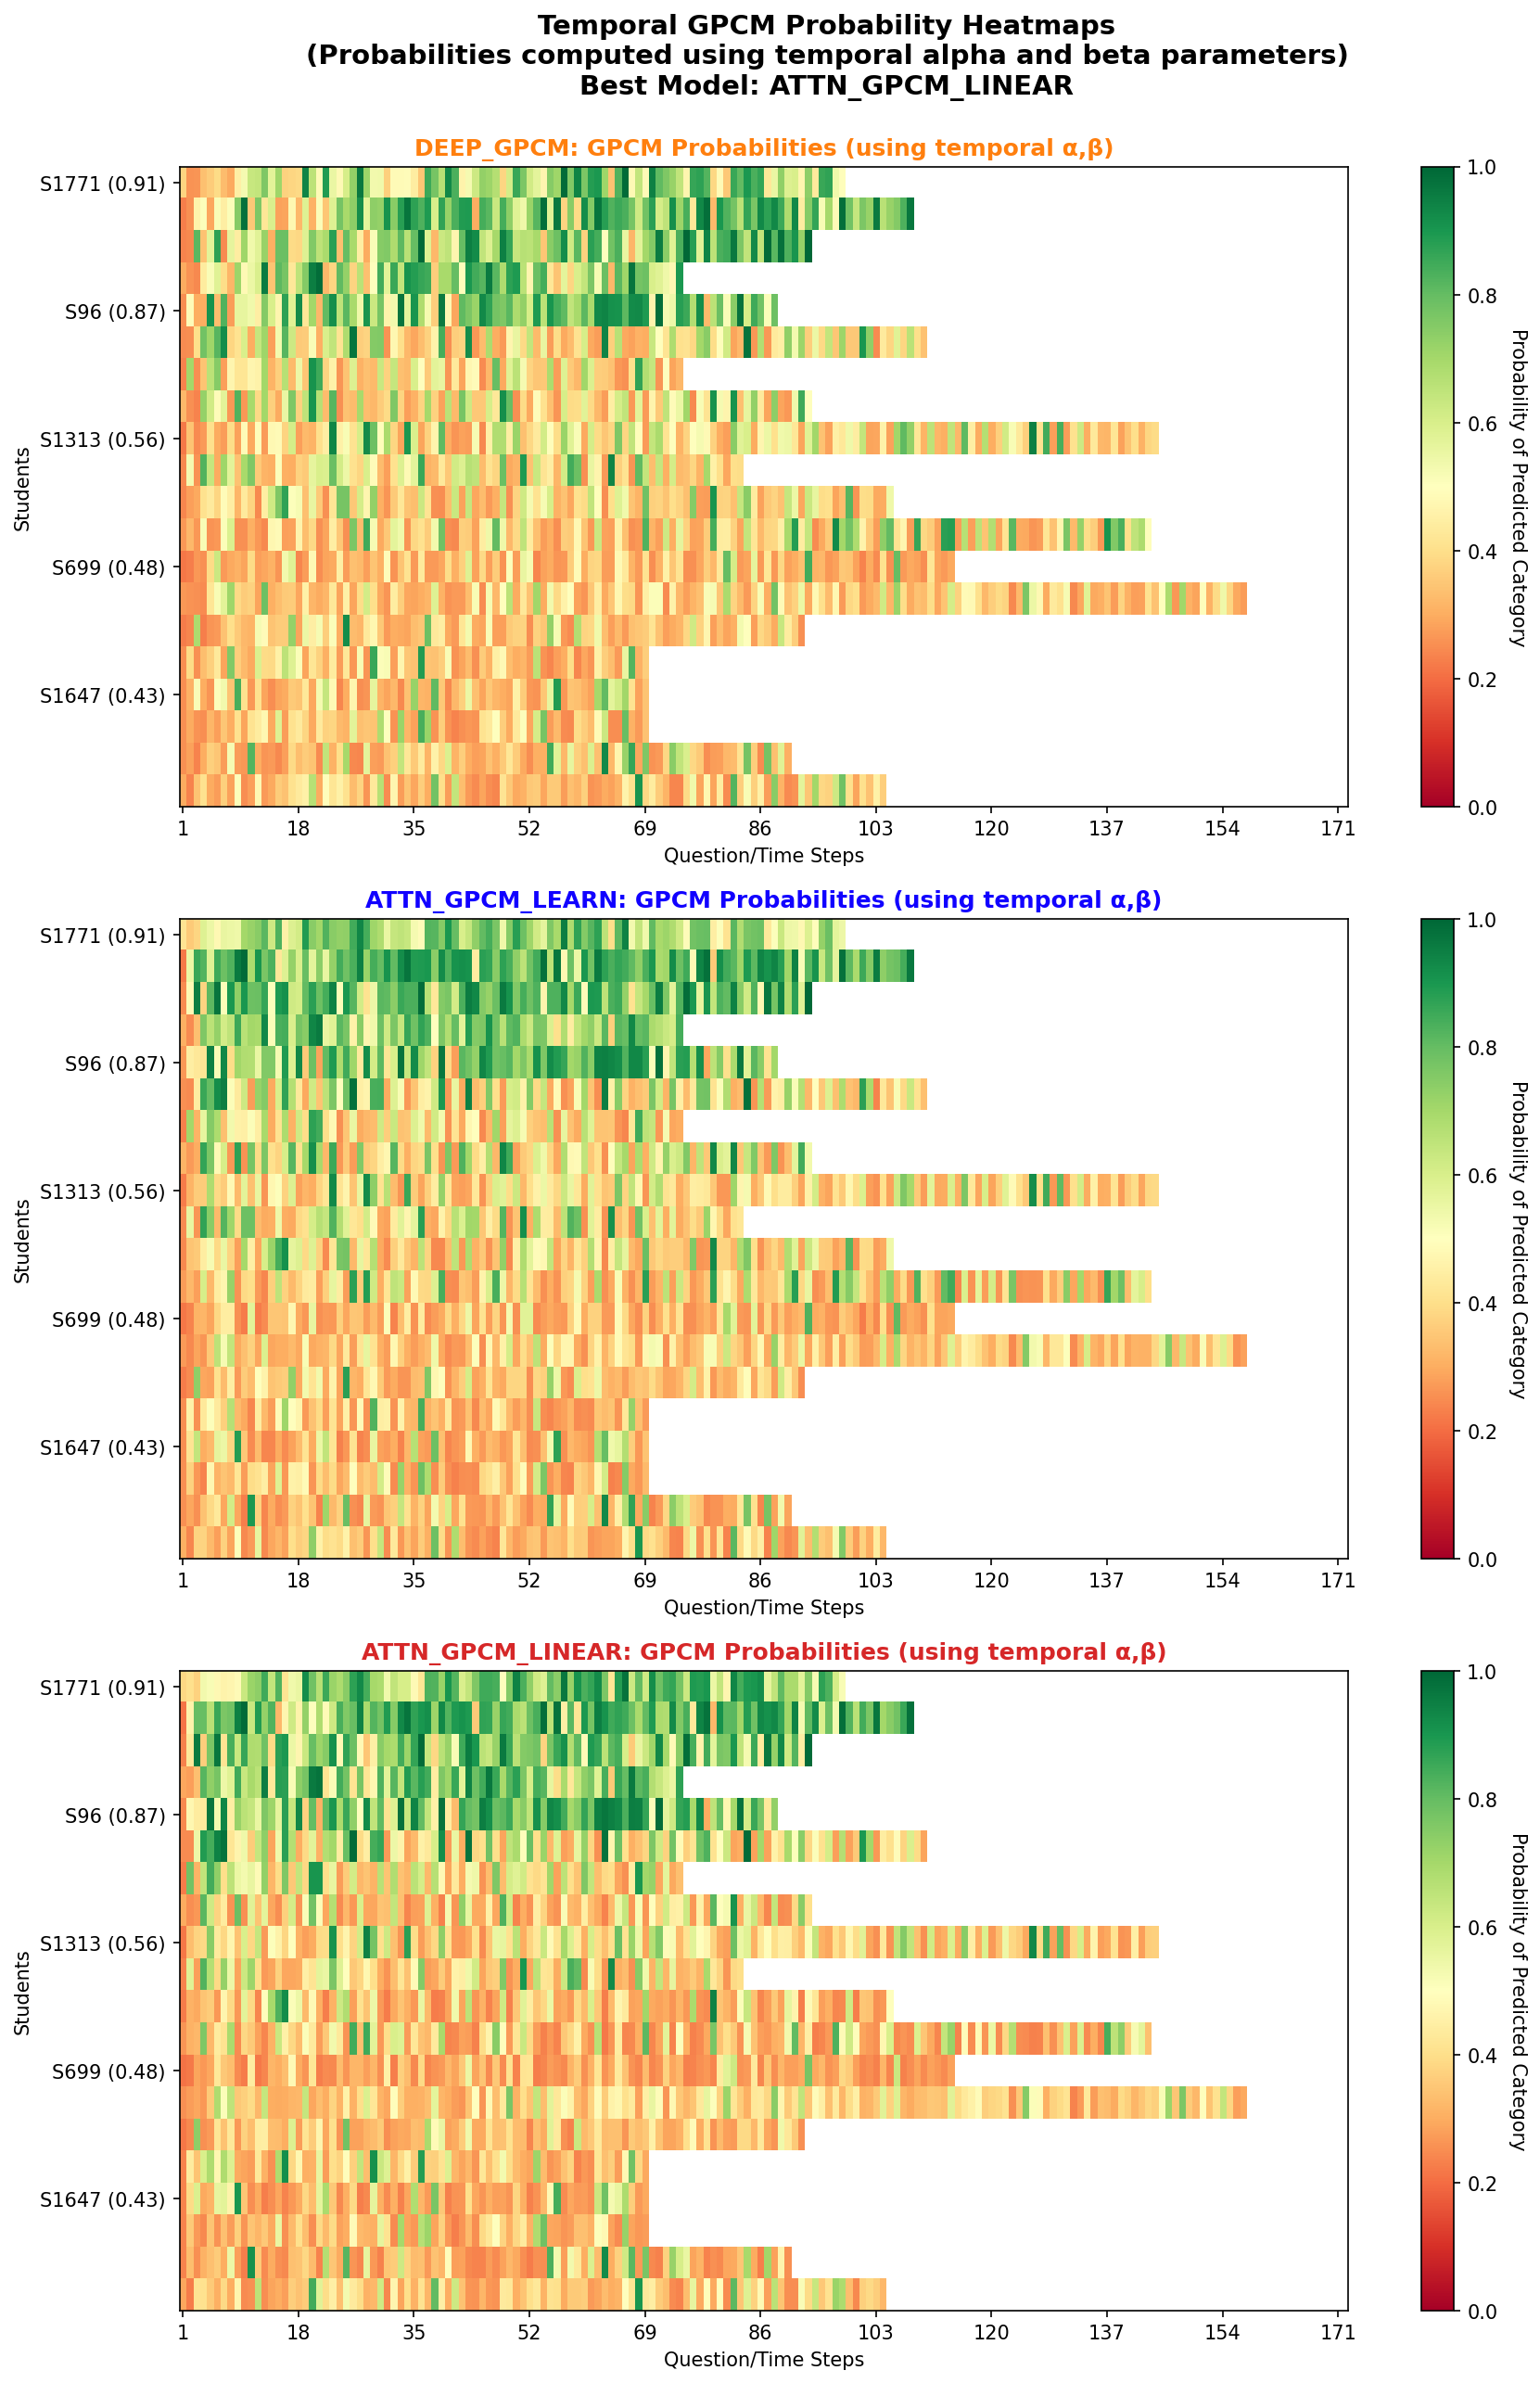 Temporal GPCM Probability Heatmaps
(Probabilities computed using temporal alpha and beta parameters)
Best Model: ATTN_GPCM_LINEAR
DEEP_GPCM: GPCM Probabilities (using temporal α,β)
Students
S1771 (0.91)
S96 (0.87)
S1313 (0.56)
S699 (0.48)
S1647 (0.43)
1 18 35 52 69 86 103 120 137 154 171
Question/Time Steps
1.0
0.8
0.6
0.4
0.2
0.0
Probability of Predicted Category
ATTN_GPCM_LEARN: GPCM Probabilities (using temporal α,β)
Students
S1771 (0.91)
S96 (0.87)
S1313 (0.56)
S699 (0.48)
S1647 (0.43)
1 18 35 52 69 86 103 120 137 154 171
Question/Time Steps
1.0
0.8
0.6
0.4
0.2
0.0
Probability of Predicted Category
ATTN_GPCM_LINEAR: GPCM Probabilities (using temporal α,β)
Students
S1771 (0.91)
S96 (0.87)
S1313 (0.56)
S699 (0.48)
S1647 (0.43)
1 18 35 52 69 86 103 120 137 154 171
Question/Time Steps
1.0
0.8
0.6
0.4
0.2
0.0
Probability of Predicted Category